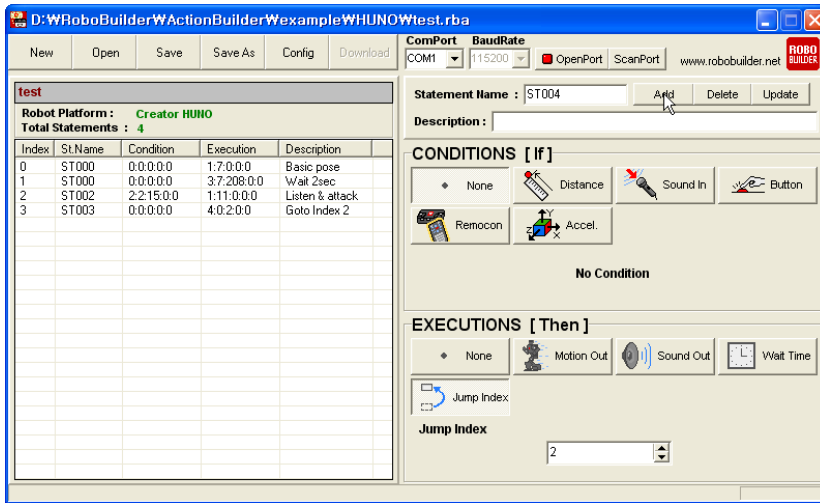 D:₩RoboBuilder₩ActionBuilder₩example₩HUNO₩test.rba
New Open Save Save As Config Download
ComPort BaudRate
COM1 115200 OpenPort ScanPort www.robobuilder.net ROBO BUILDER
test
Robot Platform : Creator HUNO
Total Statements : 4
Index St.Name Condition Execution Description
0 ST000 0:0:0:0:0 1:7:0:0:0 Basic pose
1 ST000 0:0:0:0:0 3:7:208:0:0 Wait 2sec
2 ST002 2:2:15:0:0 1:11:0:0:0 Listen & attack
3 ST003 0:0:0:0:0 4:0:2:0:0 Goto Index 2
Statement Name : ST004 Add Delete Update
Description :
CONDITIONS [ If ]
None Distance Sound In Button
Remocon Accel.
No Condition
EXECUTIONS [ Then ]
None Motion Out Sound Out Wait Time
Jump Index
Jump Index
2